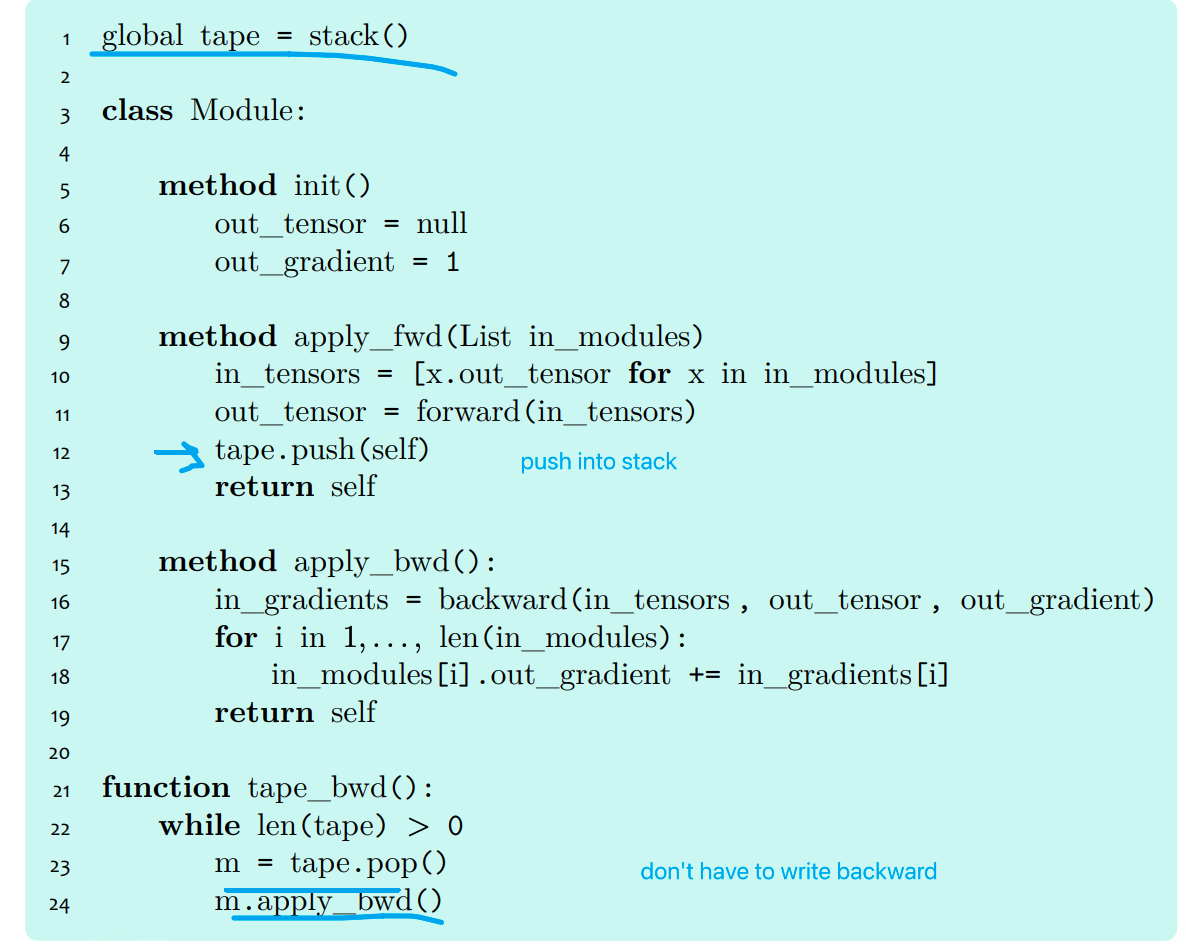 1 global tape = stack()
2
3 class Module:
4
5 method init()
6 out_tensor = null
7 out_gradient = 1
8
9 method apply_fwd(List in_modules)
10 in_tensors = [x.out_tensor for x in in_modules]
11 out_tensor = forward(in_tensors)
12 tape.push(self) push into stack
13 return self
14
15 method apply_bwd():
16 in_gradients = backward(in_tensors, out_tensor, out_gradient)
17 for i in 1,..., len(in_modules):
18 in_modules[i].out_gradient += in_gradients[i]
19 return self
20
21 function tape_bwd():
22 while len(tape) > 0
23 m = tape.pop() don't have to write backward
24 m.apply_bwd()